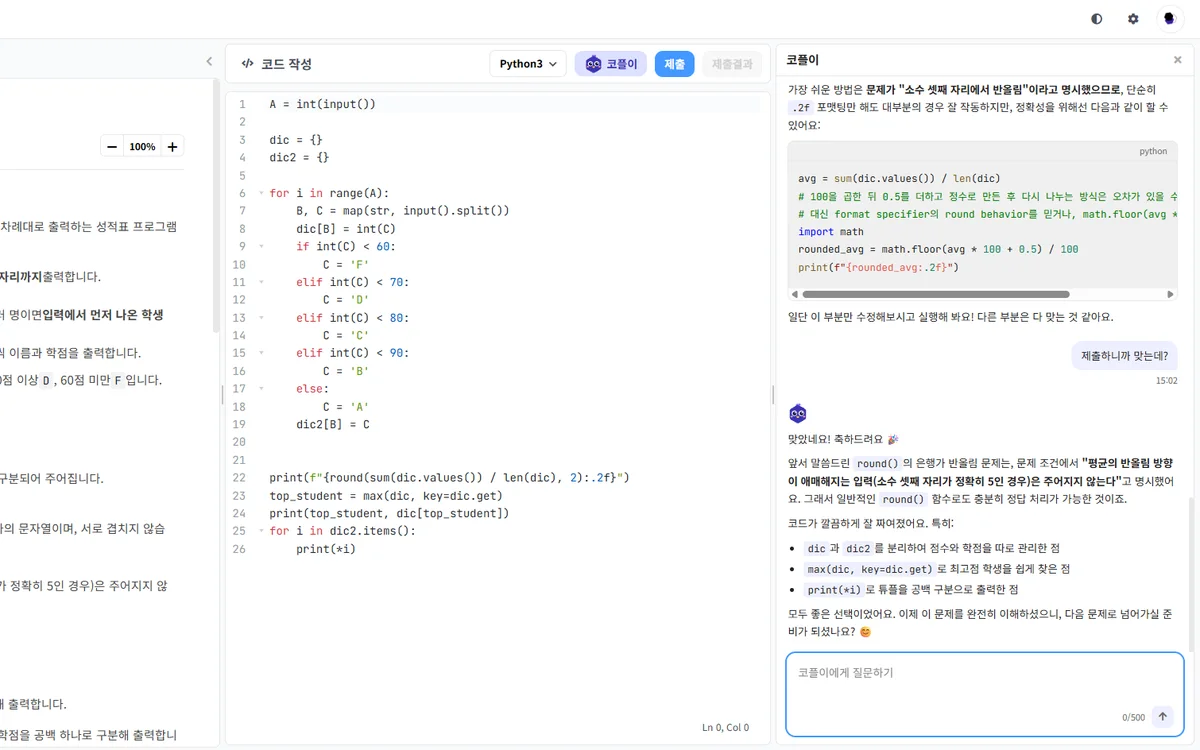 100%
차례대로 출력하는 성적표 프로그램
자리까지출력합니다.
명이면입력에서 먼저 나온 학생
이름과 학점을 출력합니다.
점 이상 D , 60점 미만 F 입니다.
구분되어 주어집니다.
의 문자열이며, 서로 겹치지 않습
가 정확히 5인 경우)은 주어지지 않
출력합니다.
학점을 공백 하나로 구분해 출력합니
</> 코드 작성
Python3
코플이
제출
제출결과
1 A = int(input())
2
3 dic = {}
4 dic2 = {}
5
6 for i in range(A):
7     B, C = map(str, input().split())
8     dic[B] = int(C)
9     if int(C) < 60:
10         C = 'F'
11     elif int(C) < 70:
12         C = 'D'
13     elif int(C) < 80:
14         C = 'C'
15     elif int(C) < 90:
16         C = 'B'
17     else:
18         C = 'A'
19     dic2[B] = C
20
21
22 print(f"{round(sum(dic.values()) / len(dic), 2):.2f}")
23 top_student = max(dic, key=dic.get)
24 print(top_student, dic[top_student])
25 for i in dic2.items():
26     print(*i)
Ln 0, Col 0
코플이
가장 쉬운 방법은 문제가 "소수 셋째 자리에서 반올림"이라고 명시했으므로, 단순히
.2f 포맷팅만 해도 대부분의 경우 잘 작동하지만, 정확성을 위해선 다음과 같이 할 수
있어요:
python
avg = sum(dic.values()) / len(dic)
# 100을 곱한 뒤 0.5를 더하고 정수로 만든 후 다시 나누는 방식은 오차가 있을 수
# 대신 format specifier의 round behavior를 믿거나, math.floor(avg *
import math
rounded_avg = math.floor(avg * 100 + 0.5) / 100
print(f"{rounded_avg:.2f}")
일단 이 부분만 수정해보시고 실행해 봐요! 다른 부분은 다 맞는 것 같아요.
제출하니까 맞는데?
15:02
맞았네요! 축하드려요 🎉
앞서 말씀드린 round() 의 은행가 반올림 문제는, 문제 조건에서 "평균의 반올림 방향
이 애매해지는 입력(소수 셋째 자리가 정확히 5인 경우)은 주어지지 않는다"고 명시했어
요. 그래서 일반적인 round() 함수로도 충분히 정답 처리가 가능한 것이죠.
코드가 깔끔하게 잘 짜여졌어요. 특히:
• dic 과 dic2 를 분리하여 점수와 학점을 따로 관리한 점
• max(dic, key=dic.get) 로 최고점 학생을 쉽게 찾은 점
• print(*i) 로 튜플을 공백 구분으로 출력한 점
모두 좋은 선택이었어요. 이제 이 문제를 완전히 이해하셨으니, 다음 문제로 넘어가실 준
비가 되셨나요? 😊
코플이에게 질문하기
0/500